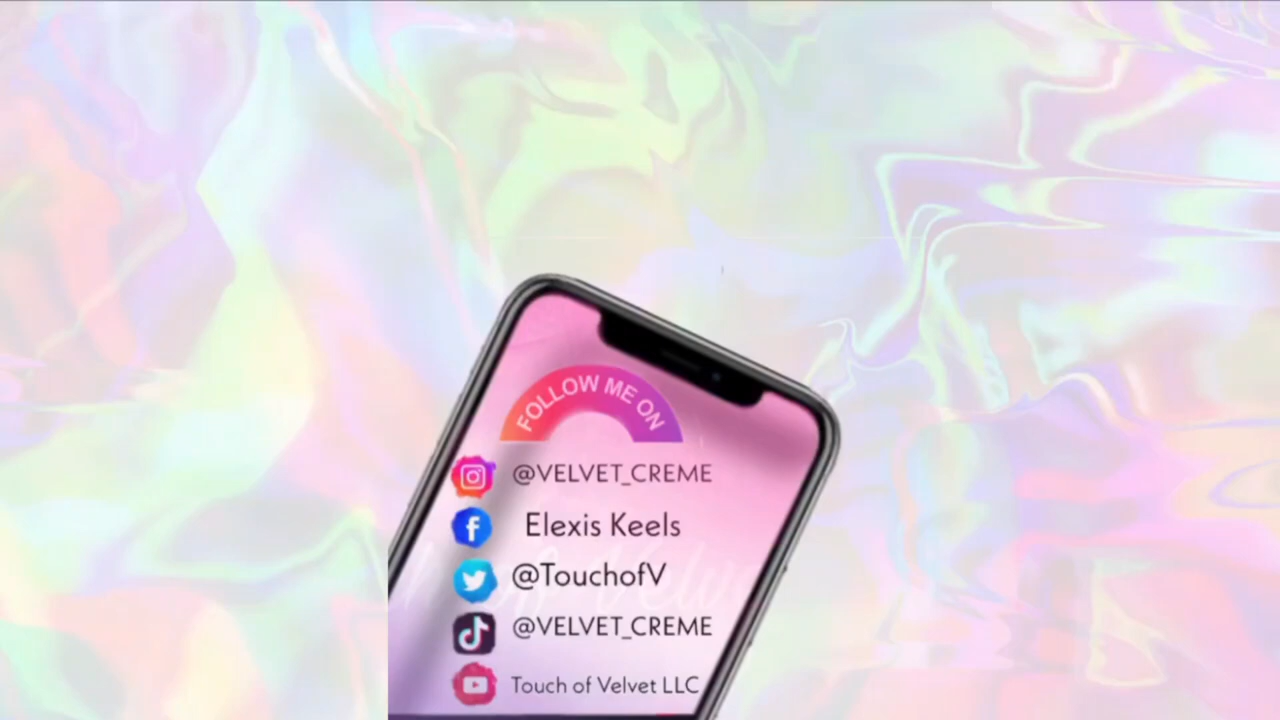 FOLLOW ME ON
@VELVET_CREME
Elexis Keels
@TouchofV
@VELVET_CREME
Touch of Velvet LLC